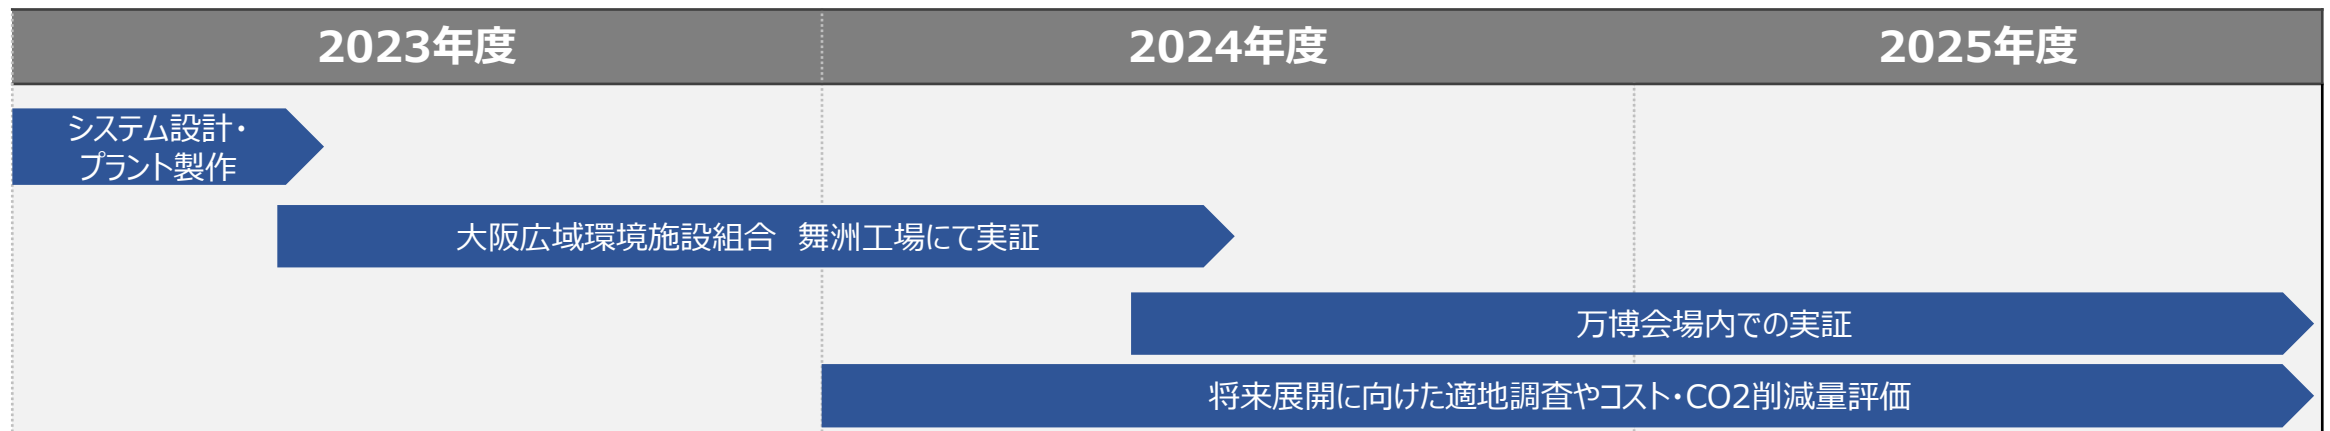 2023年度 2024年度 2025年度
システム設計・
プラント製作
大阪広域環境施設組合　舞洲工場にて実証
万博会場内での実証
将来展開に向けた適地調査やコスト・CO2削減量評価